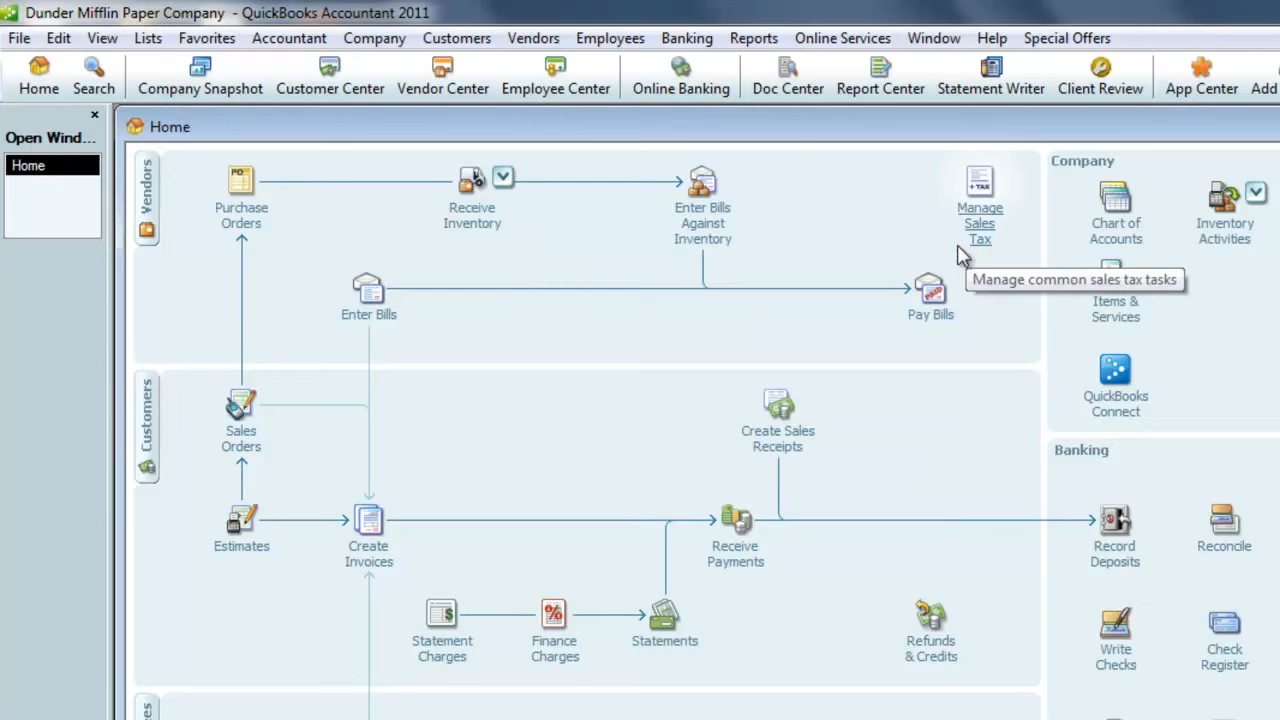 Dunder Mifflin Paper Company - QuickBooks Accountant 2011
File Edit View Lists Favorites Accountant Company Customers Vendors Employees Banking Reports Online Services Window Help Special Offers
Home Search Company Snapshot Customer Center Vendor Center Employee Center Online Banking Doc Center Report Center Statement Writer Client Review App Center Add
Open Wind...
Home
Home
Vendors
PO
Purchase
Orders
Receive
Inventory
Enter Bills
Against
Inventory
+ TAX
Manage
Sales
Tax
Manage common sales tax tasks
Enter Bills
PAID
Pay Bills
Customers
Sales
Orders
Create Sales
Receipts
Estimates
Create
Invoices
Receive
Payments
Statement
Charges
Finance
Charges
Statements
Refunds
& Credits
ees
Company
Chart of
Accounts
Inventory
Activities
Items &
Services
QuickBooks
Connect
Banking
Record
Deposits
Reconcile
Write
Checks
Check
Register